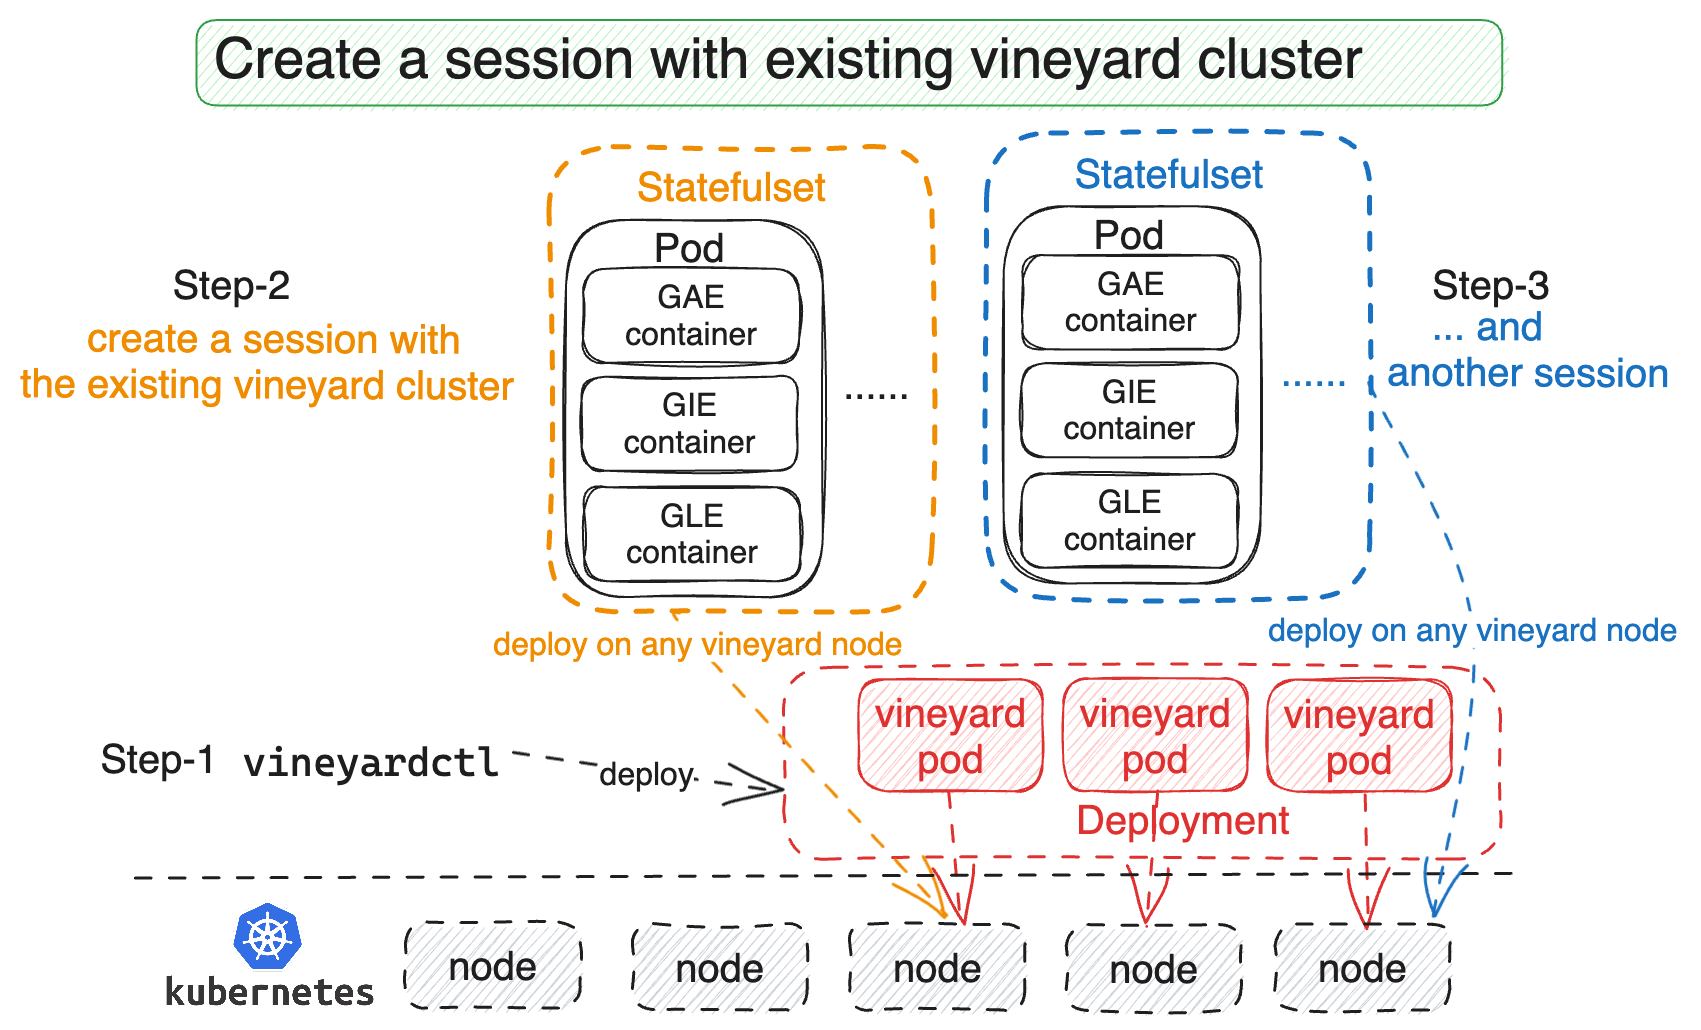 Create a session with existing vineyard cluster
Statefulset
Pod
GAE
container
GIE
container
GLE
container
......
Statefulset
Pod
GAE
container
GIE
container
GLE
container
......
Step-2
create a session with
the existing vineyard cluster
Step-3
... and
another session
deploy on any vineyard node
deploy on any vineyard node
Step-1 vineyardctl
deploy
vineyard
pod
vineyard
pod
vineyard
pod
Deployment
kubernetes
node
node
node
node
node